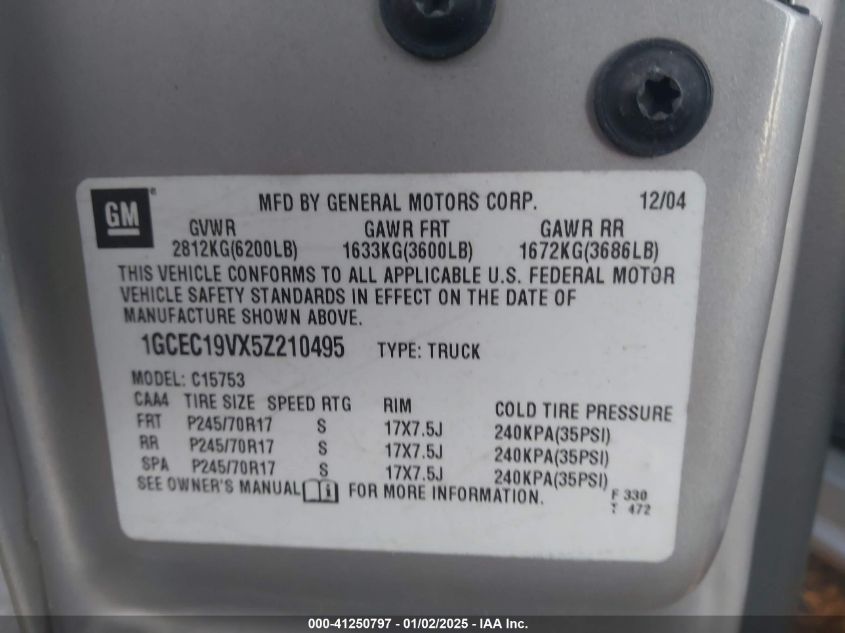 GM ®
MFD BY GENERAL MOTORS CORP. 12/04
GVWR GAWR FRT GAWR RR
2812KG(6200LB) 1633KG(3600LB) 1672KG(3686LB)
THIS VEHICLE CONFORMS TO ALL APPLICABLE U.S. FEDERAL MOTOR
VEHICLE SAFETY STANDARDS IN EFFECT ON THE DATE OF
MANUFACTURE SHOWN ABOVE.
1GCEC19VX5Z210495 TYPE: TRUCK
MODEL: C15753
CAA4 TIRE SIZE SPEED RTG RIM COLD TIRE PRESSURE
FRT P245/70R17 S 17X7.5J 240KPA(35PSI)
RR P245/70R17 S 17X7.5J 240KPA(35PSI)
SPA P245/70R17 S 17X7.5J 240KPA(35PSI)
SEE OWNER'S MANUAL FOR MORE INFORMATION.
F 330
T 472
000-41250797 - 01/02/2025 - IAA Inc.